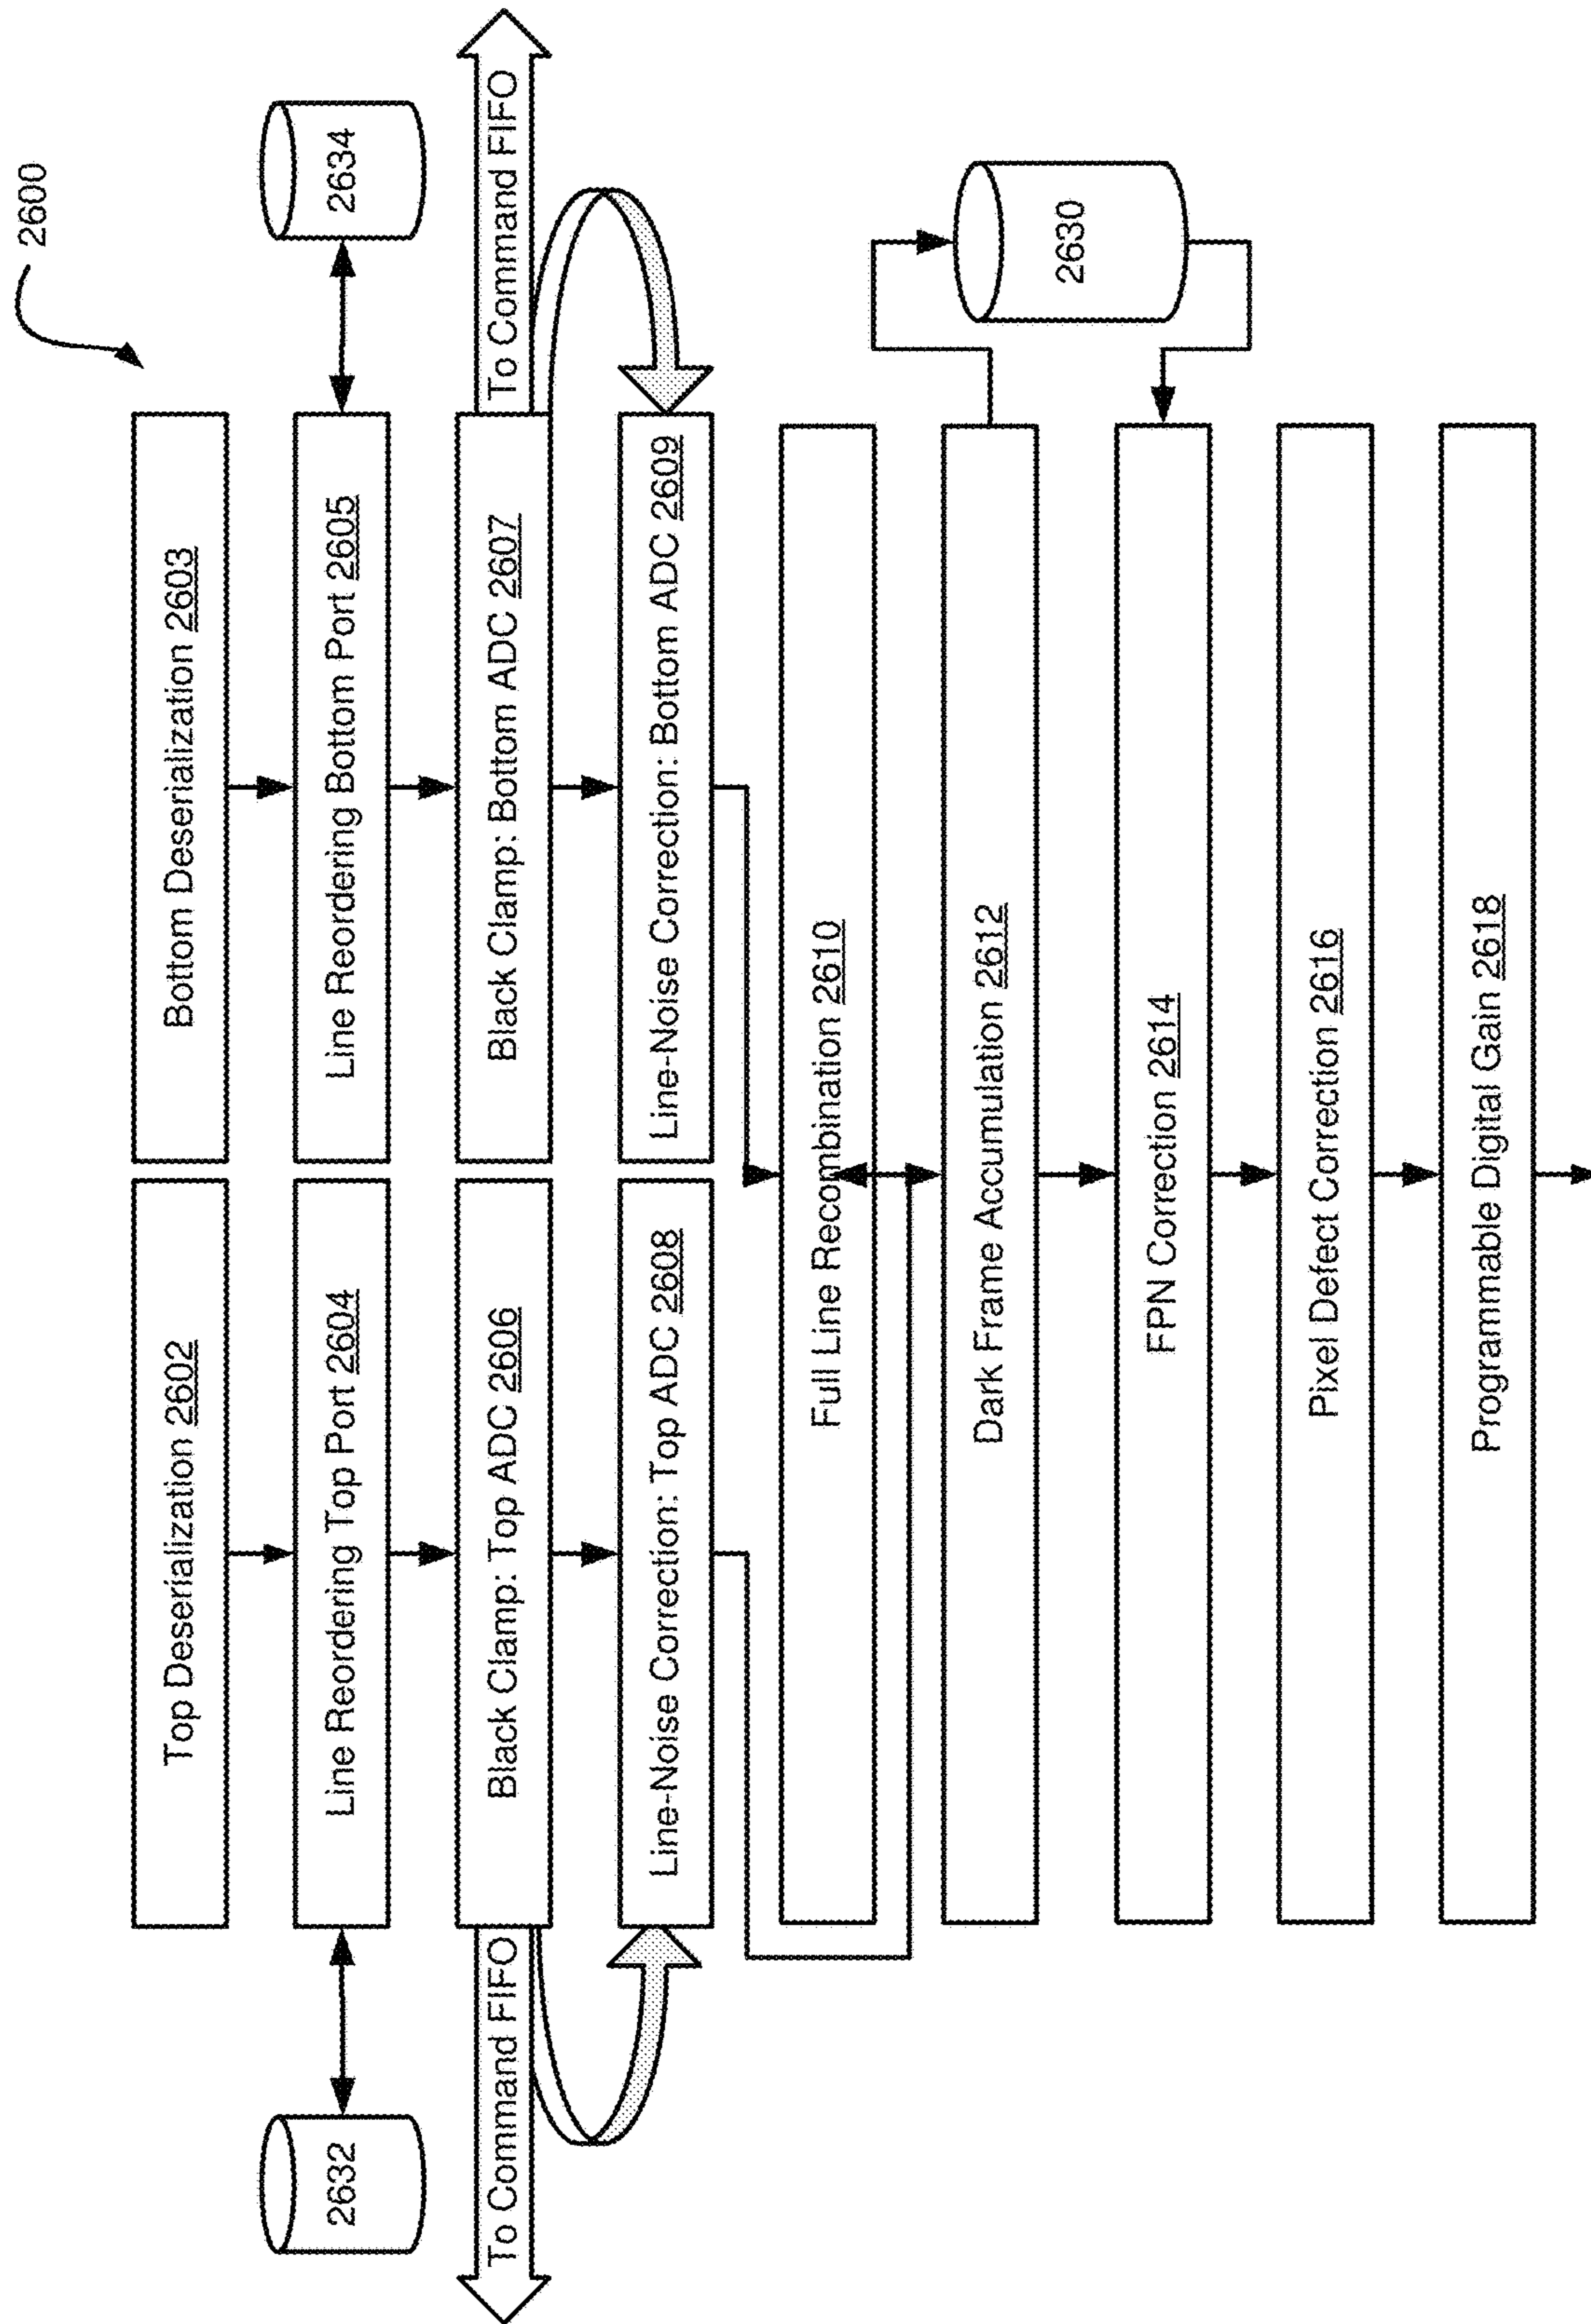 2600
Top Deserialization 2602
Bottom Deserialization 2603
2632
Line Reordering Top Port 2604
Line Reordering Bottom Port 2605
2634
To Command FIFO
Black Clamp: Top ADC 2606
Black Clamp: Bottom ADC 2607
To Command FIFO
Line-Noise Correction: Top ADC 2608
Line-Noise Correction: Bottom ADC 2609
Full Line Recombination 2610
Dark Frame Accumulation 2612
2630
FPN Correction 2614
Pixel Defect Correction 2616
Programmable Digital Gain 2618